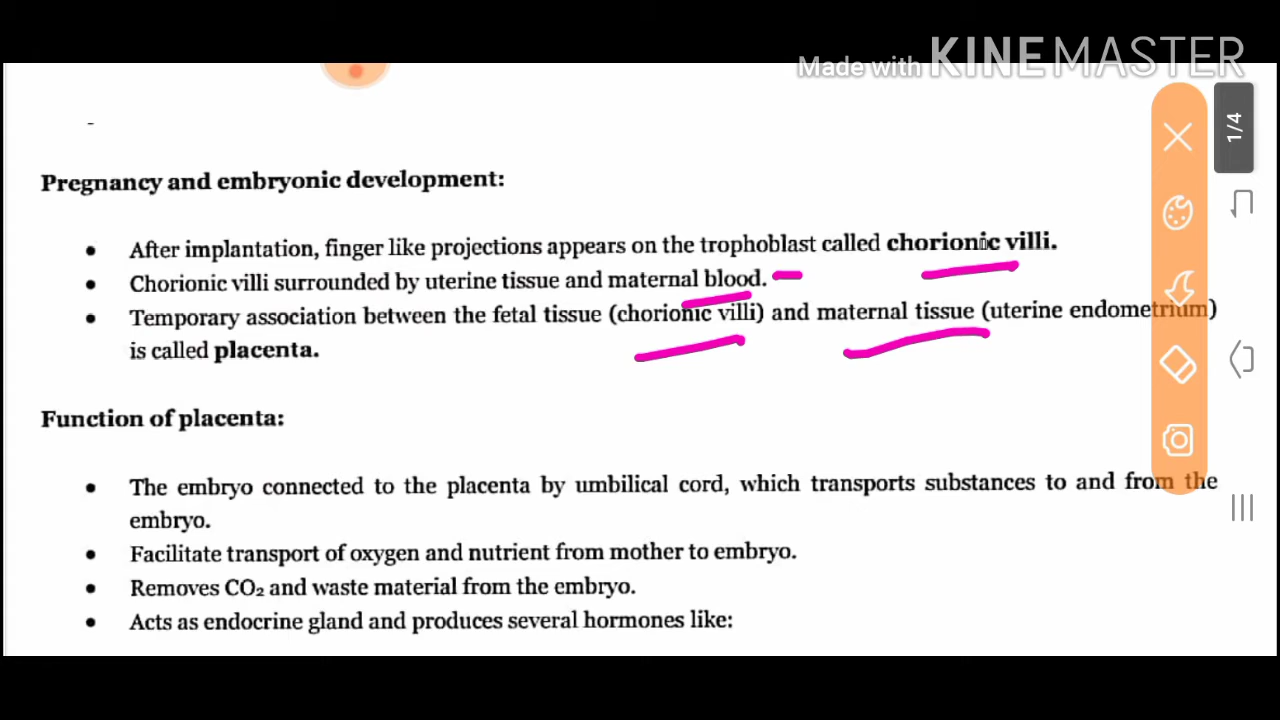 Made with KINEMASTER
1/4
-
Pregnancy and embryonic development:
• After implantation, finger like projections appears on the trophoblast called chorionic villi.
• Chorionic villi surrounded by uterine tissue and maternal blood.
• Temporary association between the fetal tissue (chorionic villi) and maternal tissue (uterine endometrium)
is called placenta.
Function of placenta:
• The embryo connected to the placenta by umbilical cord, which transports substances to and from the
embryo.
• Facilitate transport of oxygen and nutrient from mother to embryo.
• Removes CO₂ and waste material from the embryo.
• Acts as endocrine gland and produces several hormones like: